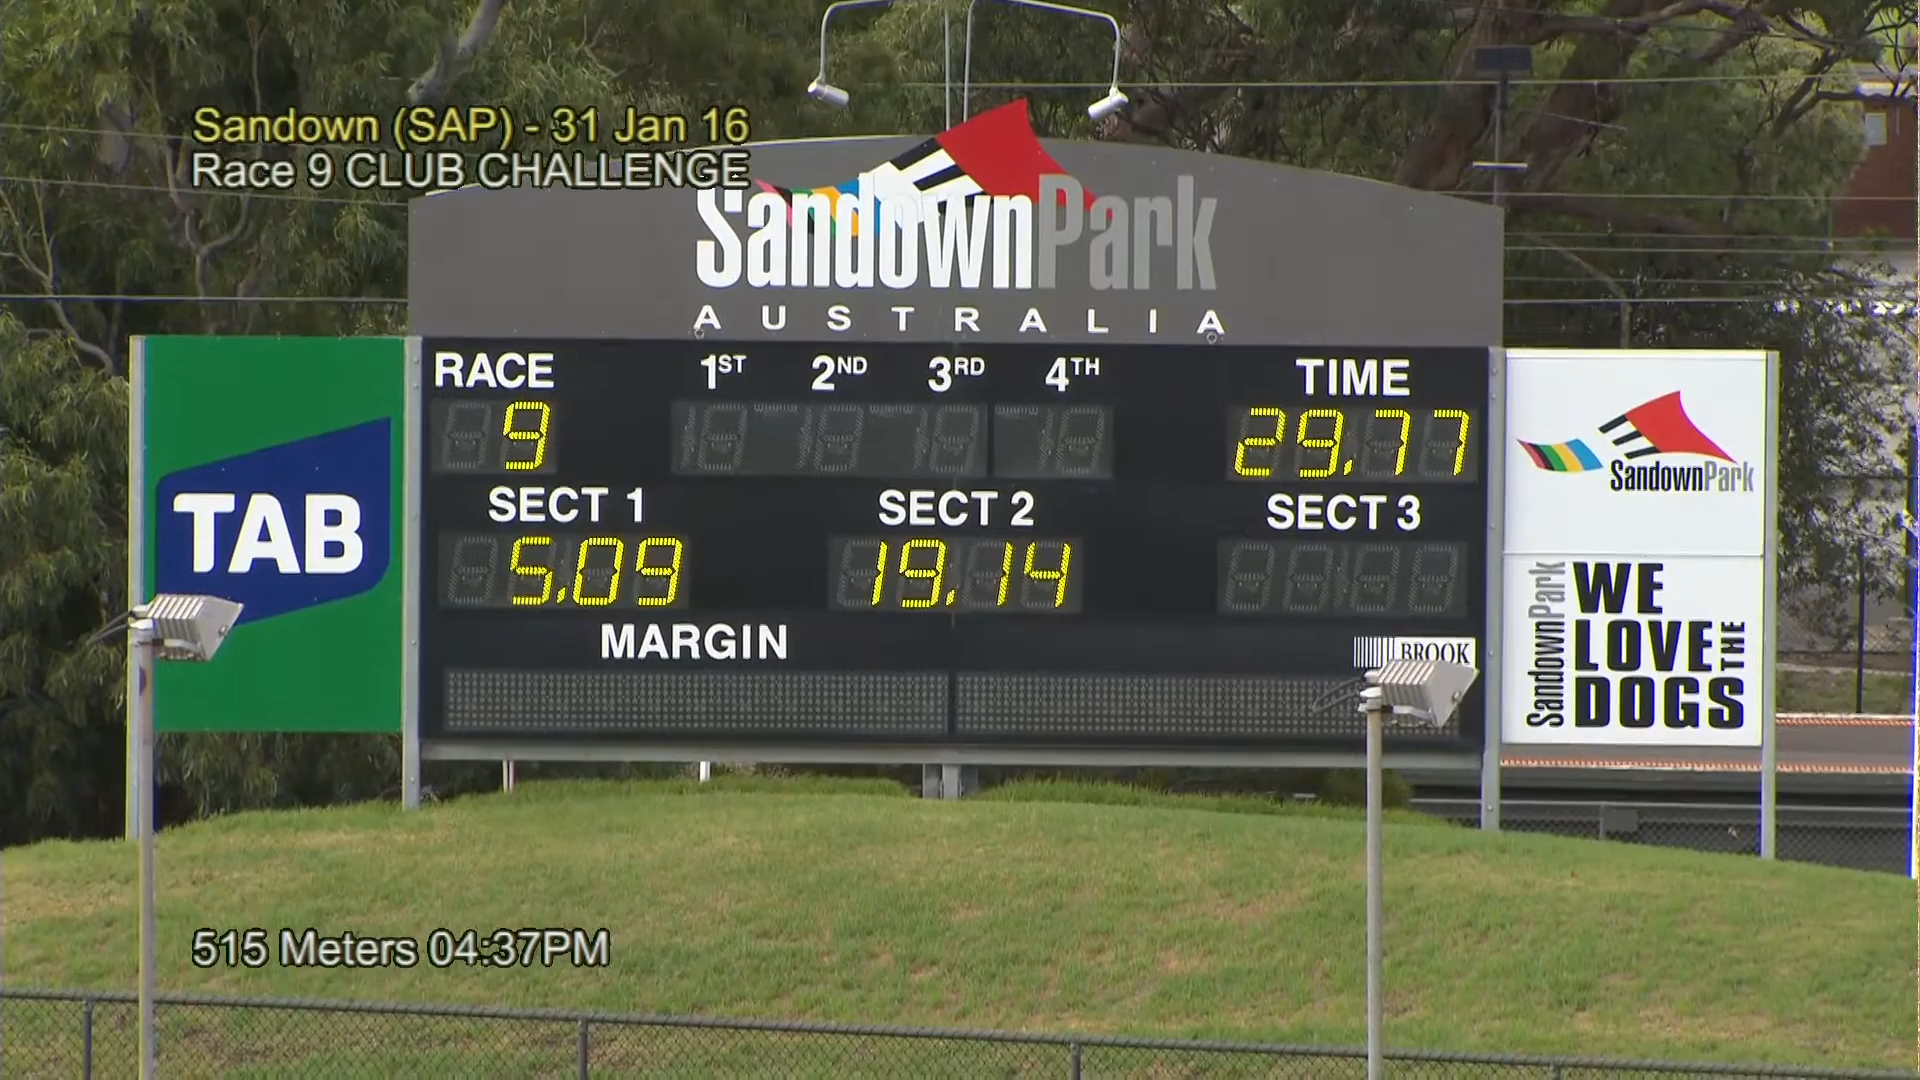 Sandown (SAP) - 31 Jan 16
Race 9 CLUB CHALLENGE
SandownPark
AUSTRALIA
RACE 1ST 2ND 3RD 4TH TIME
9 29.77
SECT 1 SECT 2 SECT 3
5.09 19.14
MARGIN
BROOK
TAB
SandownPark
SandownPark
WE
LOVE THE
DOGS
515 Meters 04:37PM